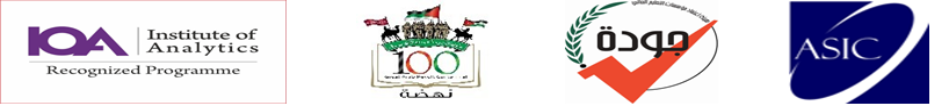 IOA
Institute of
Analytics
Recognized Programme
100
نهضة
جودة
ASIC